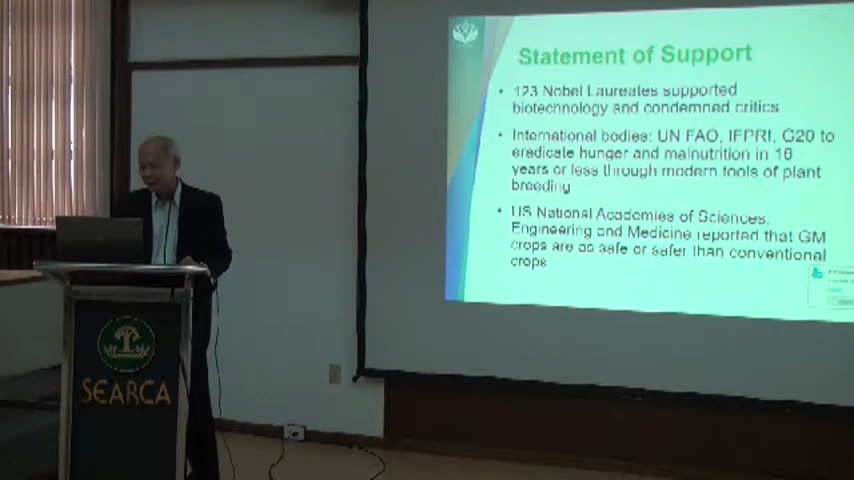 Statement of Support
• 123 Nobel Laureates supported
biotechnology and condemned critics
• International bodies: UN FAO, IFPRI, G20 to
eradicate hunger and malnutrition in 16
years or less through modern tools of plant
breeding
• US National Academies of Sciences,
Engineering and Medicine reported that GM
crops are as safe or safer than conventional
crops
SEARCA